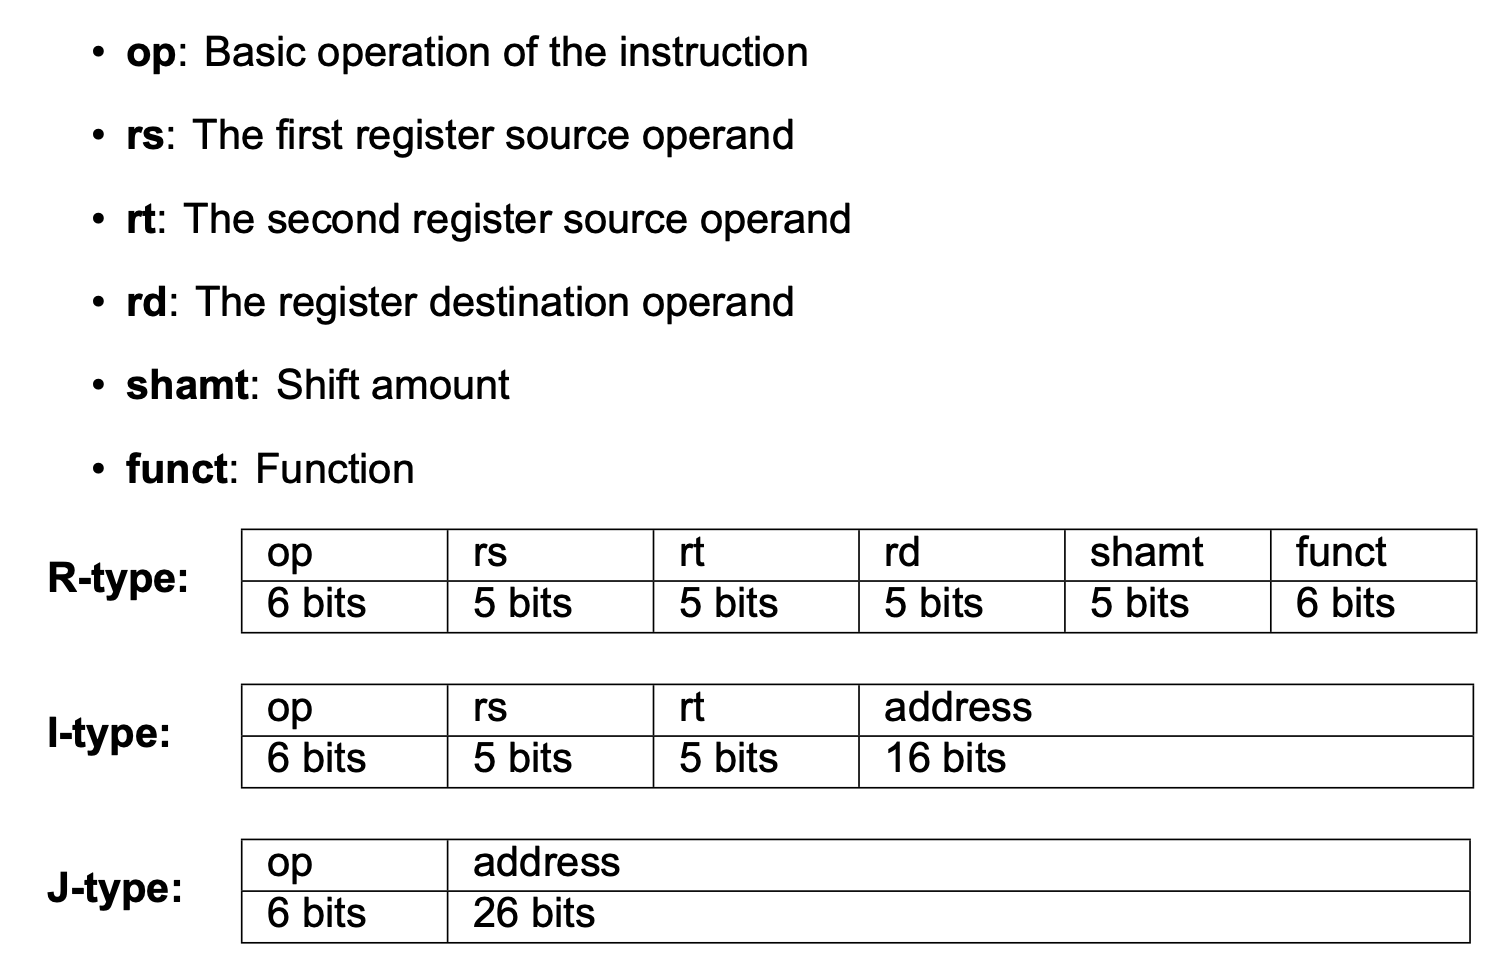 • op: Basic operation of the instruction
• rs: The first register source operand
• rt: The second register source operand
• rd: The register destination operand
• shamt: Shift amount
• funct: Function
R-type:
op rs rt rd shamt funct
6 bits 5 bits 5 bits 5 bits 5 bits 6 bits
I-type:
op rs rt address
6 bits 5 bits 5 bits 16 bits
J-type:
op address
6 bits 26 bits